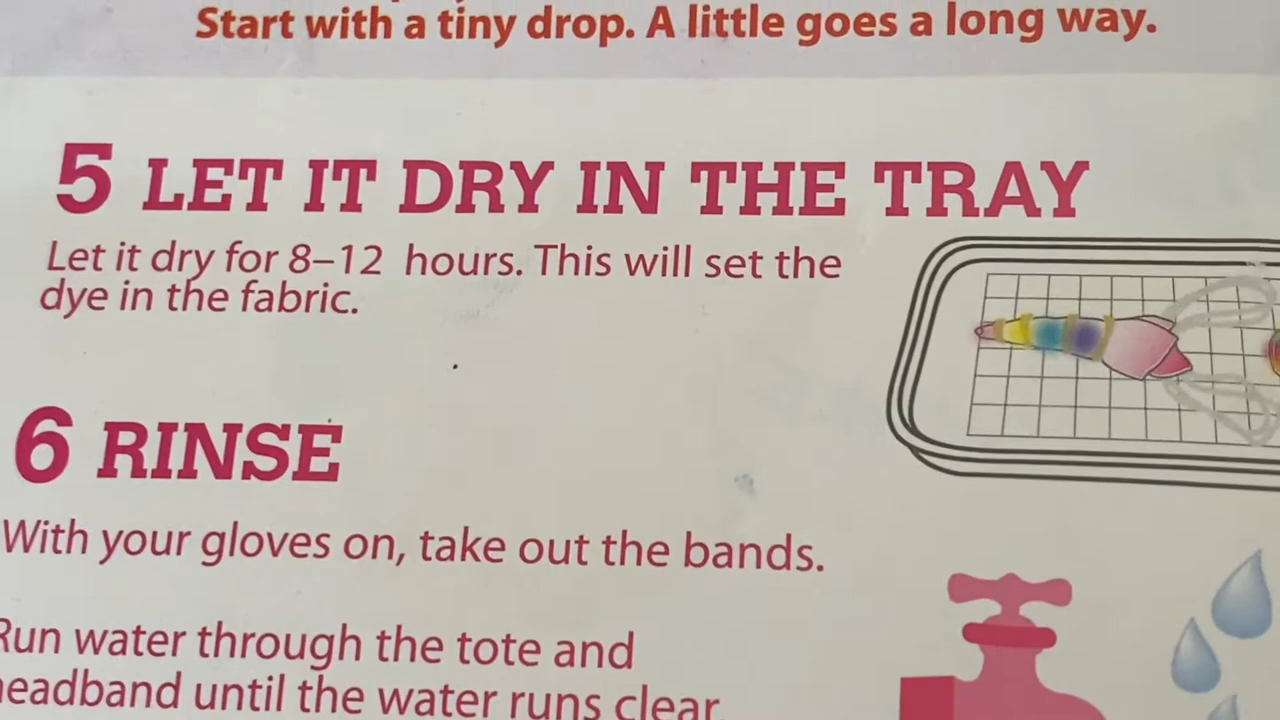 Start with a tiny drop. A little goes a long way.
5 LET IT DRY IN THE TRAY
Let it dry for 8–12 hours. This will set the
dye in the fabric.
6 RINSE
With your gloves on, take out the bands.
Run water through the tote and
headband until the water runs clear.